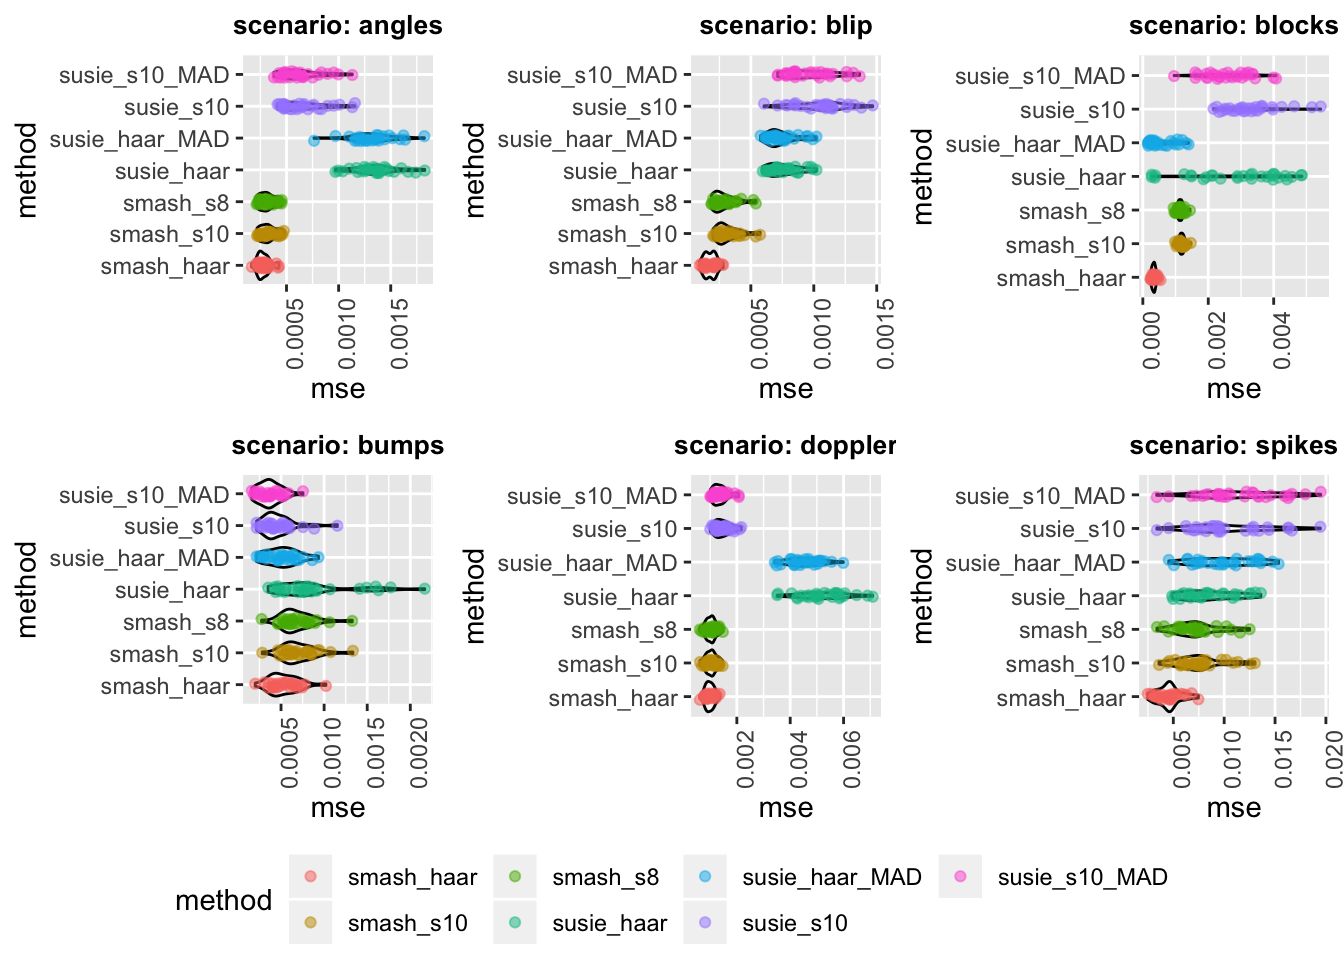 scenario: angles
method
susie_s10_MAD
susie_s10
susie_haar_MAD
susie_haar
smash_s8
smash_s10
smash_haar
0.0005
0.0010
0.0015
mse
scenario: blip
method
susie_s10_MAD
susie_s10
susie_haar_MAD
susie_haar
smash_s8
smash_s10
smash_haar
0.0005
0.0010
0.0015
mse
scenario: blocks
method
susie_s10_MAD
susie_s10
susie_haar_MAD
susie_haar
smash_s8
smash_s10
smash_haar
0.000
0.002
0.004
mse
scenario: bumps
method
susie_s10_MAD
susie_s10
susie_haar_MAD
susie_haar
smash_s8
smash_s10
smash_haar
0.0005
0.0010
0.0015
0.0020
mse
scenario: doppler
method
susie_s10_MAD
susie_s10
susie_haar_MAD
susie_haar
smash_s8
smash_s10
smash_haar
0.002
0.004
0.006
mse
scenario: spikes
method
susie_s10_MAD
susie_s10
susie_haar_MAD
susie_haar
smash_s8
smash_s10
smash_haar
0.005
0.010
0.015
0.020
mse
method
smash_haar
smash_s8
susie_haar_MAD
susie_s10_MAD
smash_s10
susie_haar
susie_s10